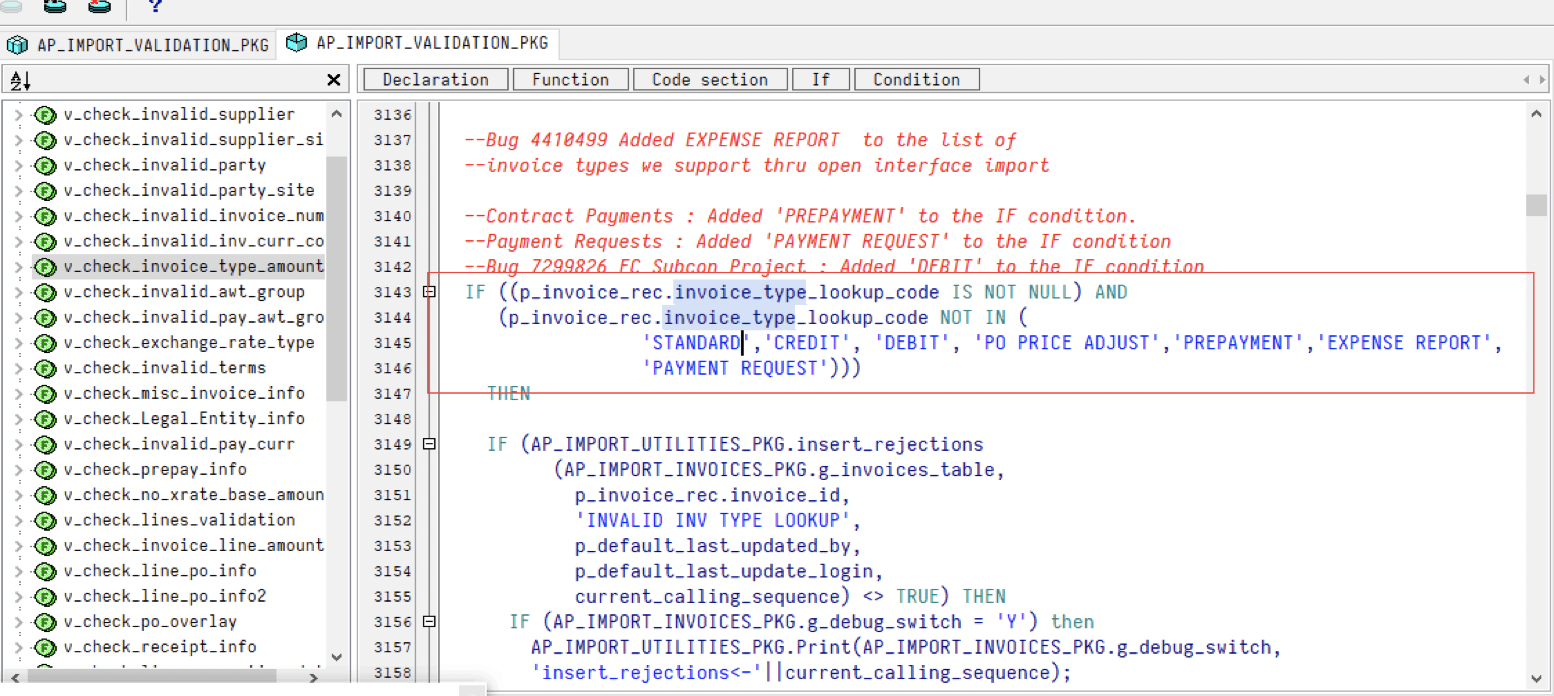 ?
AP_IMPORT_VALIDATION_PKG AP_IMPORT_VALIDATION_PKG
Declaration Function Code section If Condition
v_check_invalid_supplier
v_check_invalid_supplier_si
v_check_invalid_party
v_check_invalid_party_site
v_check_invalid_invoice_num
v_check_invalid_inv_curr_co
v_check_invoice_type_amount
v_check_invalid_awt_group
v_check_invalid_pay_awt_gro
v_check_exchange_rate_type
v_check_invalid_terms
v_check_misc_invoice_info
v_check_Legal_Entity_info
v_check_invalid_pay_curr
v_check_prepay_info
v_check_no_xrate_base_amoun
v_check_lines_validation
v_check_invoice_line_amount
v_check_line_po_info
v_check_line_po_info2
v_check_po_overlay
v_check_receipt_info
3136
3137 --Bug 4410499 Added EXPENSE REPORT  to the list of
3138 --invoice types we support thru open interface import
3139
3140 --Contract Payments : Added 'PREPAYMENT' to the IF condition.
3141 --Payment Requests : Added 'PAYMENT REQUEST' to the IF condition
3142 --Bug 7299826 EC Subcon Project : Added 'DEBIT' to the IF condition
3143 IF ((p_invoice_rec.invoice_type_lookup_code IS NOT NULL) AND
3144 (p_invoice_rec.invoice_type_lookup_code NOT IN (
3145 'STANDARD','CREDIT', 'DEBIT', 'PO PRICE ADJUST','PREPAYMENT','EXPENSE REPORT',
3146 'PAYMENT REQUEST')))
3147 THEN
3148
3149 IF (AP_IMPORT_UTILITIES_PKG.insert_rejections
3150 (AP_IMPORT_INVOICES_PKG.g_invoices_table,
3151 p_invoice_rec.invoice_id,
3152 'INVALID INV TYPE LOOKUP',
3153 p_default_last_updated_by,
3154 p_default_last_update_login,
3155 current_calling_sequence) <> TRUE) THEN
3156 IF (AP_IMPORT_INVOICES_PKG.g_debug_switch = 'Y') then
3157 AP_IMPORT_UTILITIES_PKG.Print(AP_IMPORT_INVOICES_PKG.g_debug_switch,
3158 'insert_rejections<-'||current_calling_sequence);